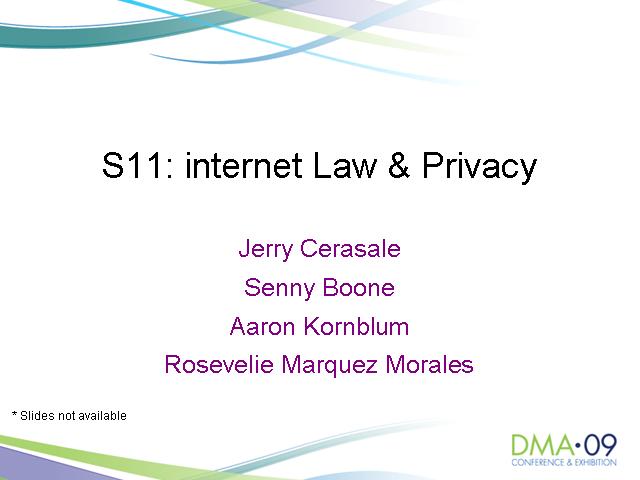 S11: internet Law & Privacy
Jerry Cerasale
Senny Boone
Aaron Kornblum
Rosevelie Marquez Morales
* Slides not available
DMA•09
CONFERENCE & EXHIBITION